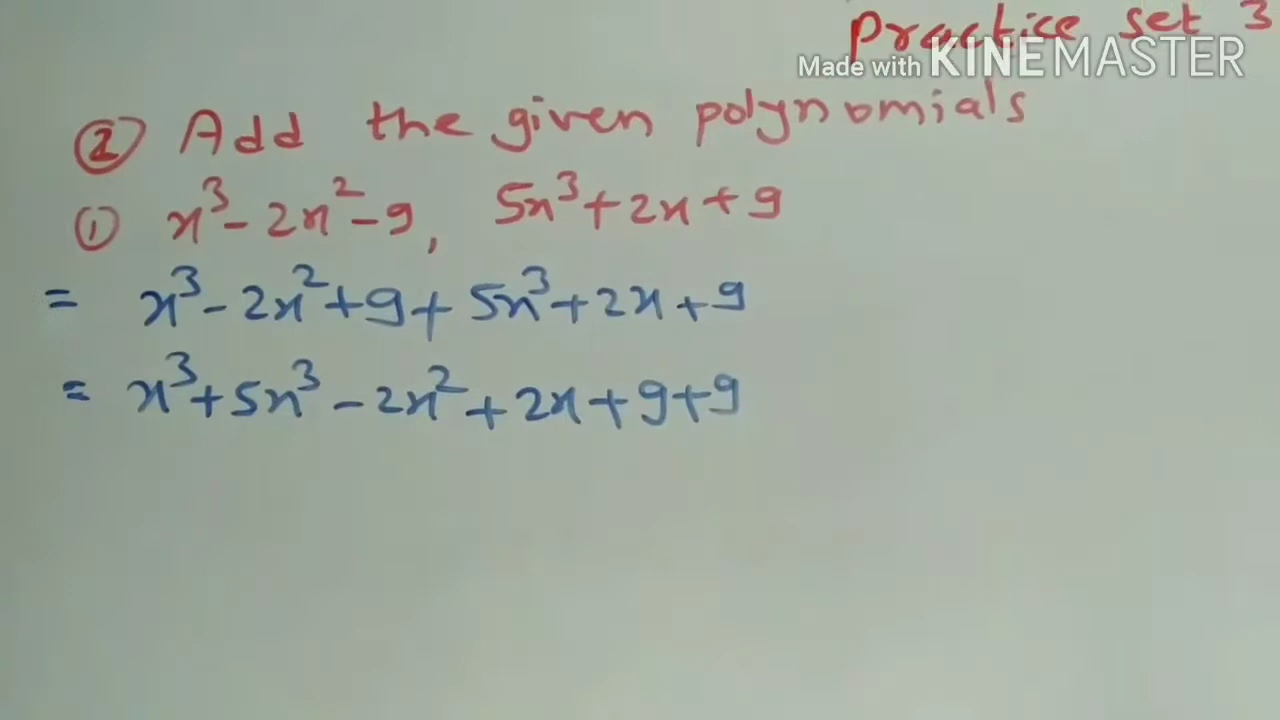 Practice set 3
Made with KINEMASTER
② Add the given polynomials
① x³ - 2x² - 9, 5x³ + 2x + 9
= x³ - 2x² + 9 + 5x³ + 2x + 9
= x³ + 5x³ - 2x² + 2x + 9 + 9